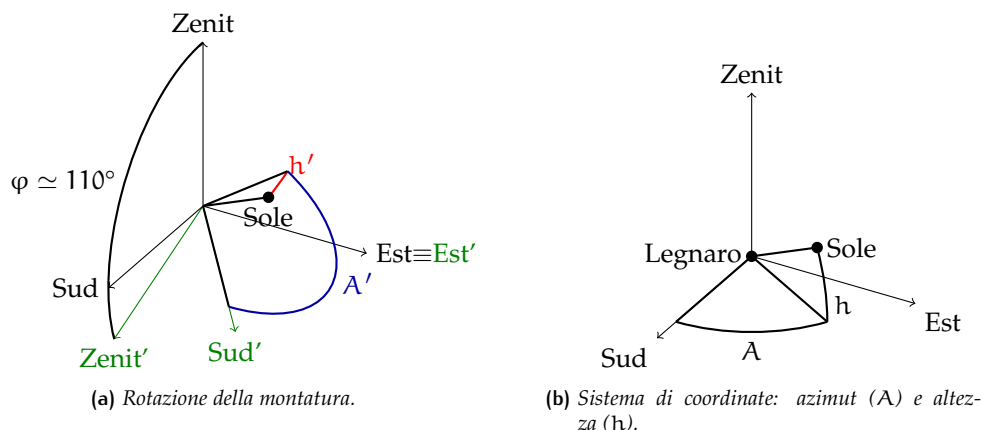 Zenit
φ ≃ 110°
h′
Sole
Est≡Est′
A′
Sud
Zenit′
Sud′
(a) Rotazione della montatura.
Zenit
Legnaro
Sole
h
Est
Sud
A
(b) Sistema di coordinate: azimut (A) e altez-
za (h).